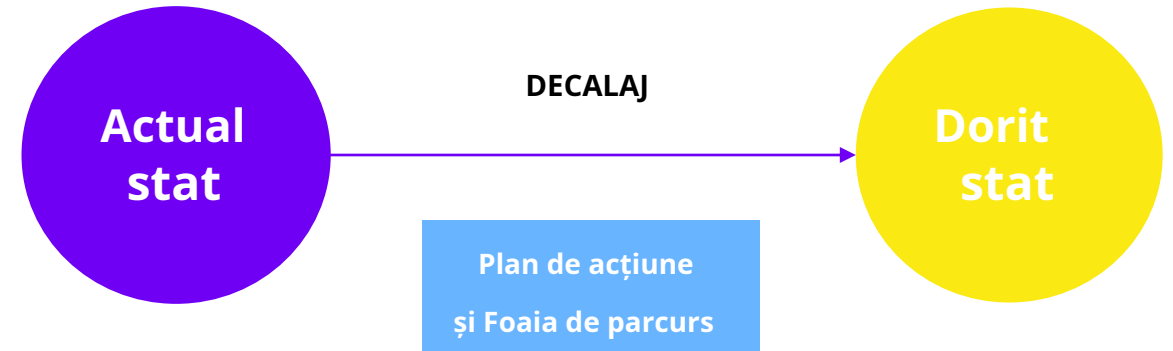 Actual
stat
DECALAJ
Dorit
stat
Plan de acțiune
și Foaia de parcurs